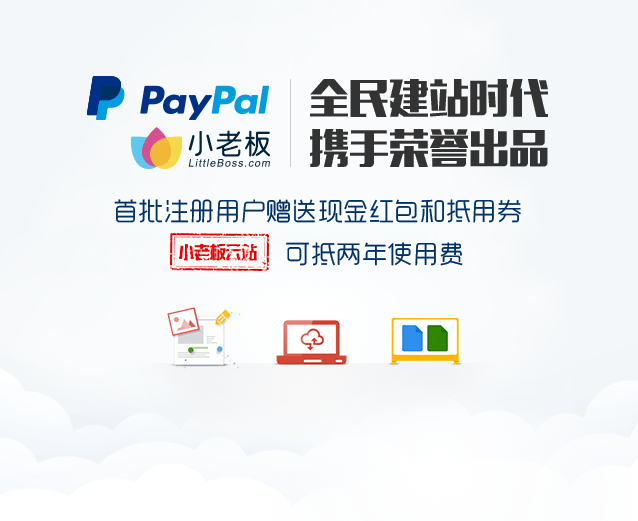 PayPal
小老板
LittleBoss.com
全民建站时代
携手荣誉出品
首批注册用户赠送现金红包和抵用券
小老板云站 可抵两年使用费